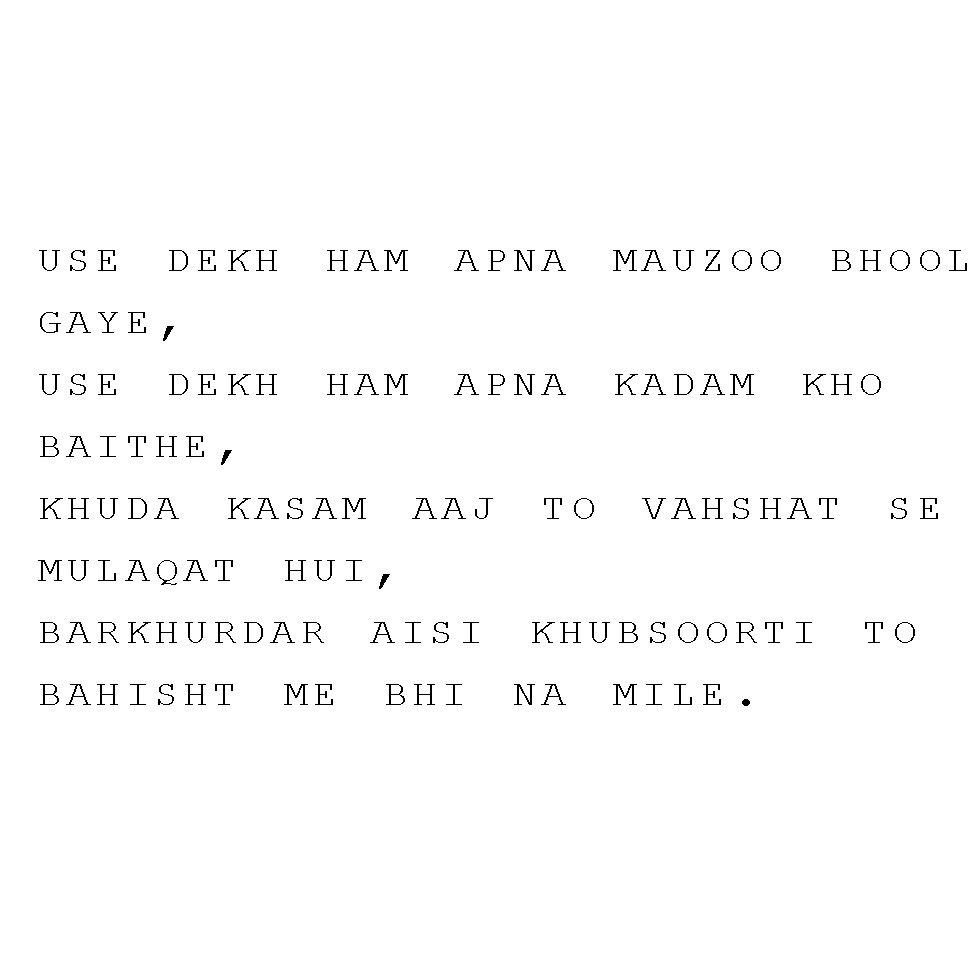 USE DEKH HAM APNA MAUZOO BHOOL
GAYE,
USE DEKH HAM APNA KADAM KHO
BAITHE,
KHUDA KASAM AAJ TO VAHSHAT SE
MULAQAT HUI,
BARKHURDAR AISI KHUBSOORTI TO
BAHISHT ME BHI NA MILE.